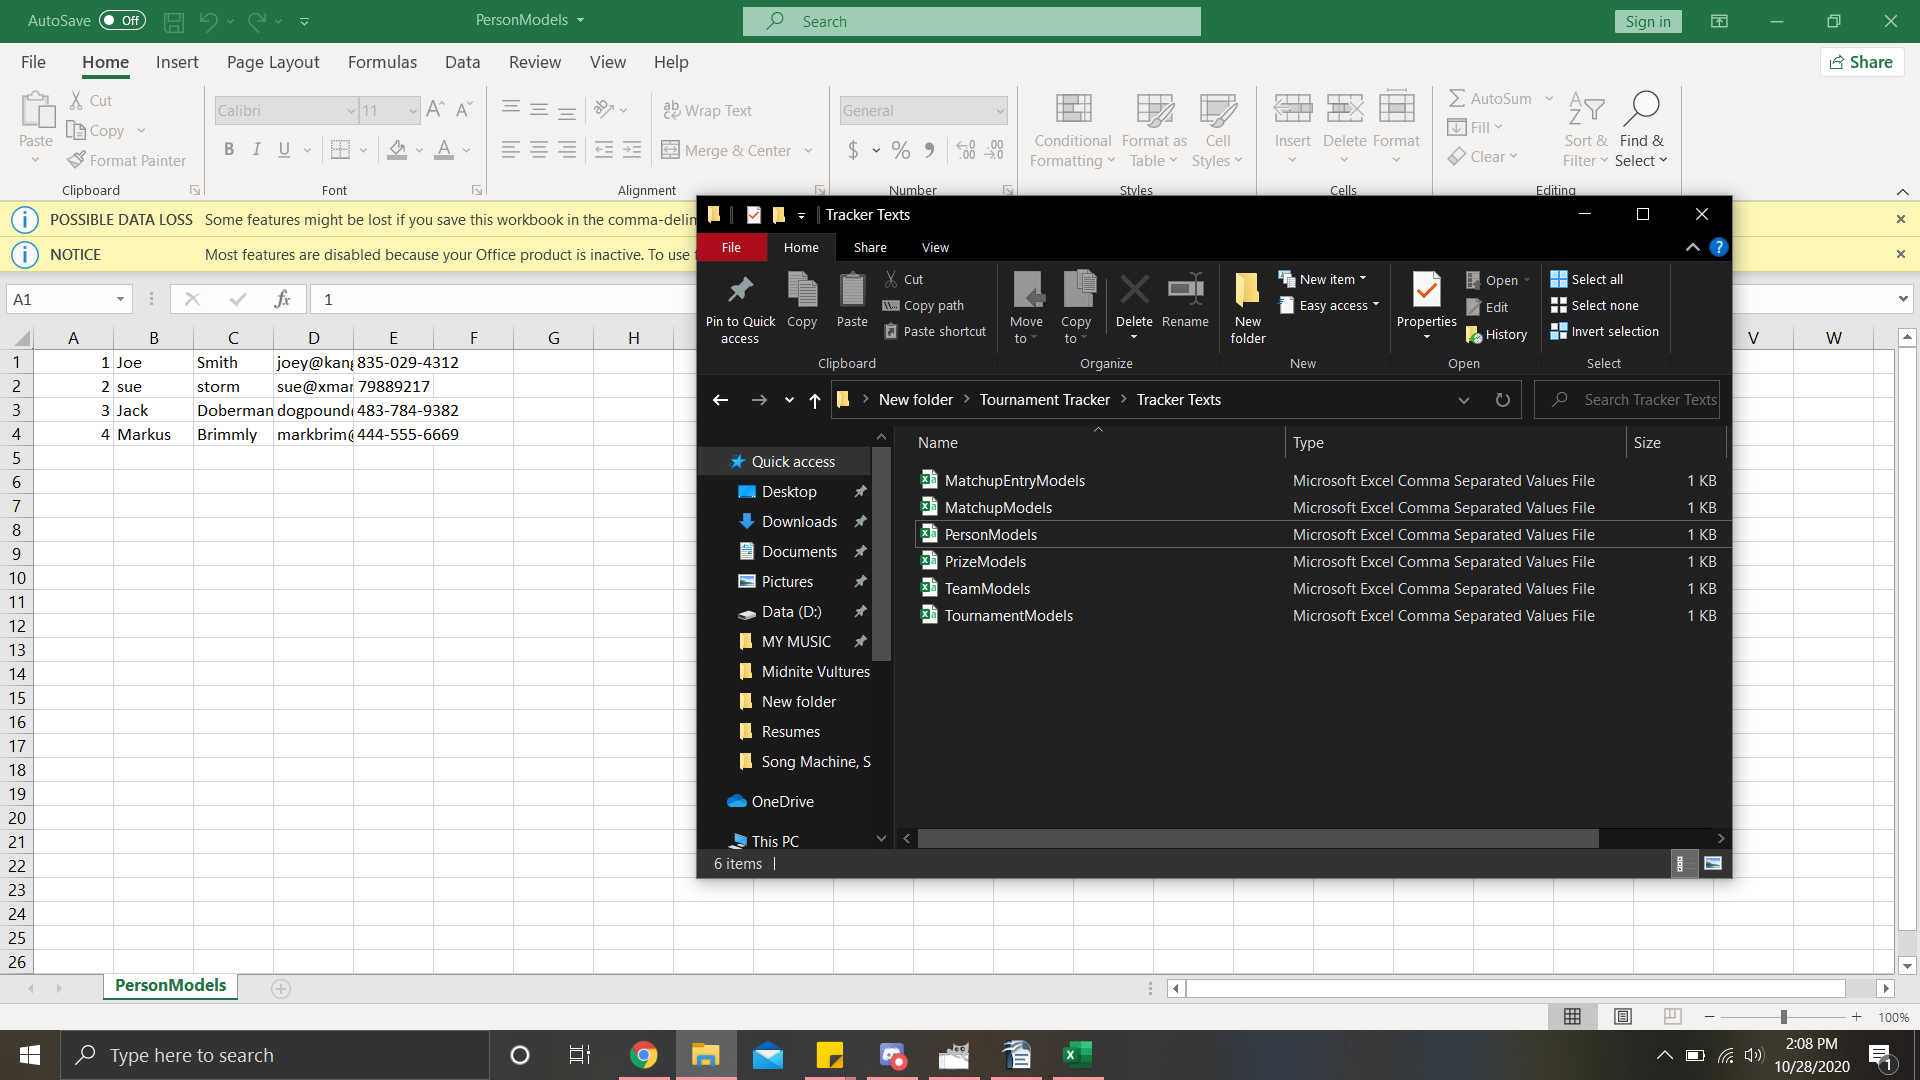 AutoSave Off PersonModels Search Sign in
File Home Insert Page Layout Formulas Data Review View Help Share
Paste Cut Copy Format Painter
Clipboard
Calibri 11 A A
B I U A
Font
ab Wrap Text
Merge & Center
Alignment
General
$ % 9 .00 .00
Number
Conditional Formatting Format as Table Cell Styles
Styles
Insert Delete Format
Cells
AutoSum Fill Clear Sort & Filter Find & Select
Editing
POSSIBLE DATA LOSS Some features might be lost if you save this workbook in the comma-delim
NOTICE Most features are disabled because your Office product is inactive. To use
A1 fx 1
A B C D E F G H V W
1 1 Joe Smith joey@kang 835-029-4312
2 2 sue storm sue@xmar 79889217
3 3 Jack Doberman dogpound 483-784-9382
4 4 Markus Brimmly markbrim@ 444-555-6669
5
6
7
8
9
10
11
12
13
14
15
16
17
18
19
20
21
22
23
24
25
26
Tracker Texts
File Home Share View ?
Pin to Quick access Copy Paste Cut Copy path Paste shortcut
Clipboard
Move to Copy to Delete Rename
Organize
New folder New item Easy access
New
Properties Open Edit History
Open
Select all Select none Invert selection
Select
New folder Tournament Tracker Tracker Texts Search Tracker Texts
Quick access
Desktop
Downloads
Documents
Pictures
Data (D:)
MY MUSIC
Midnite Vultures
New folder
Resumes
Song Machine, S
OneDrive
This PC
Name Type Size
MatchupEntryModels Microsoft Excel Comma Separated Values File 1 KB
MatchupModels Microsoft Excel Comma Separated Values File 1 KB
PersonModels Microsoft Excel Comma Separated Values File 1 KB
PrizeModels Microsoft Excel Comma Separated Values File 1 KB
TeamModels Microsoft Excel Comma Separated Values File 1 KB
TournamentModels Microsoft Excel Comma Separated Values File 1 KB
6 items
PersonModels
100%
Type here to search
2:08 PM
10/28/2020
1